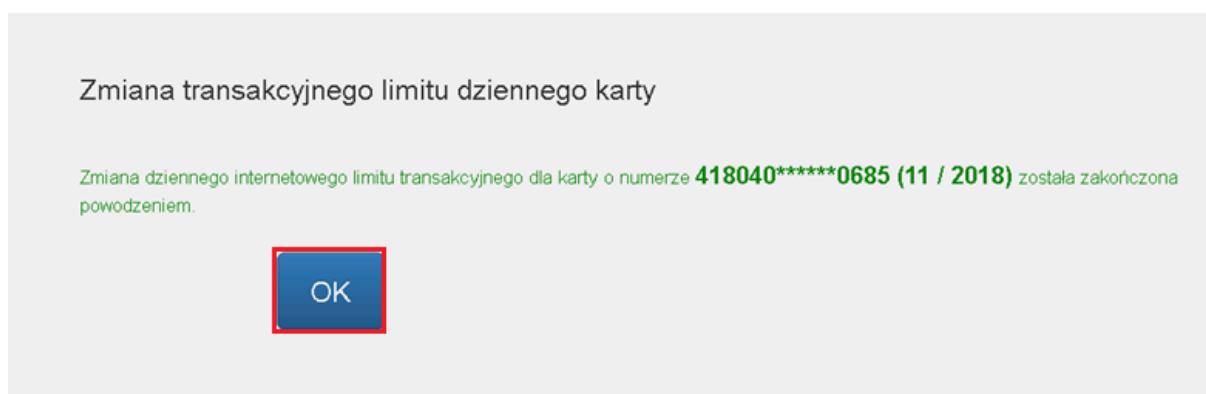 Zmiana transakcyjnego limitu dziennego karty
Zmiana dziennego internetowego limitu transakcyjnego dla karty o numerze 418040******0685 (11 / 2018) została zakończona
powodzeniem.
OK